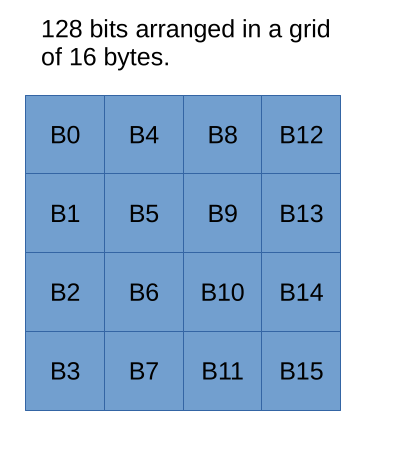 128 bits arranged in a grid
of 16 bytes.
B0 B4 B8 B12
B1 B5 B9 B13
B2 B6 B10 B14
B3 B7 B11 B15